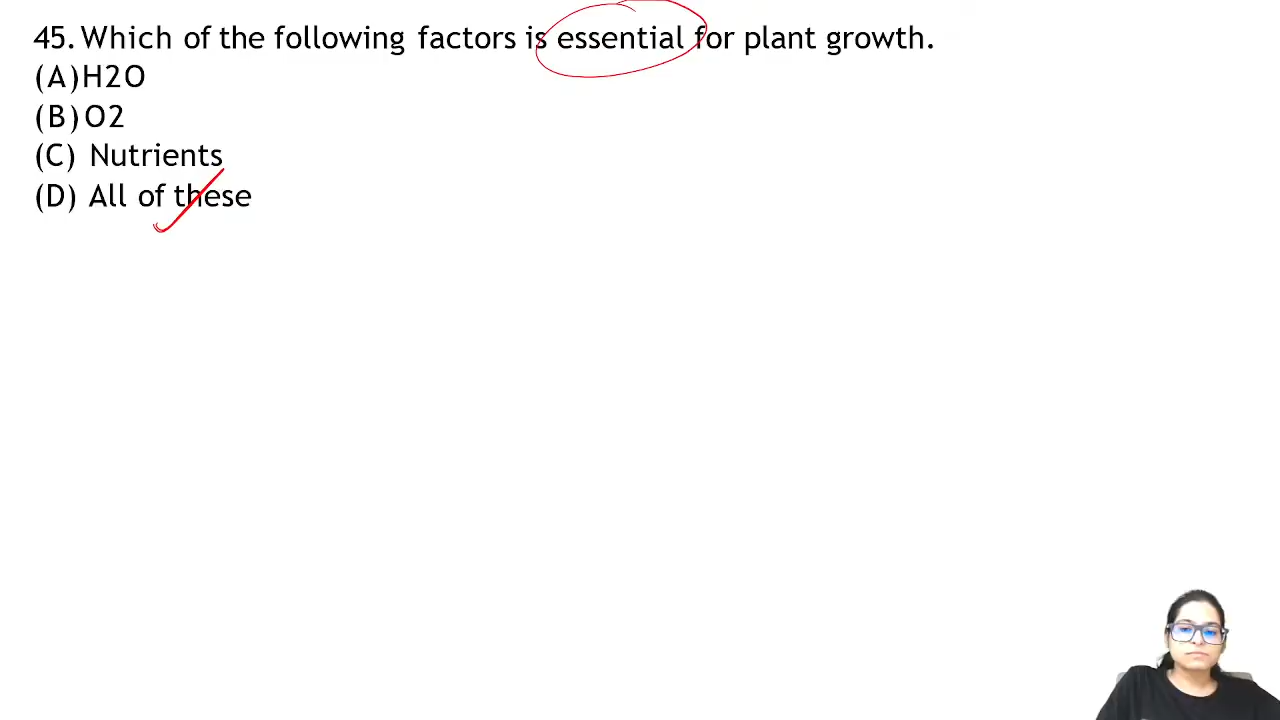 45. Which of the following factors is essential for plant growth.
(A)H2O
(B)O2
(C) Nutrients
(D) All of these